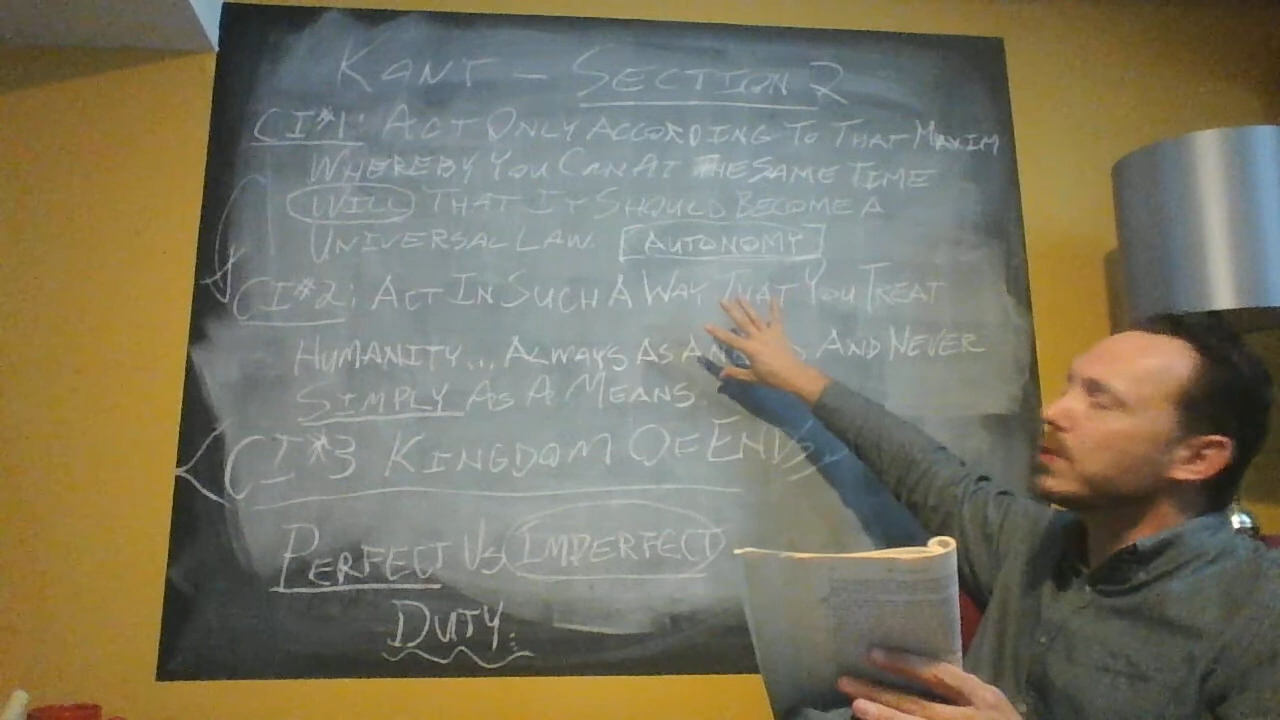 KANT - SECTION 2
CI#1: ACT ONLY ACCORDING TO THAT MAXIM
WHEREBY YOU CAN AT THE SAME TIME
WILL THAT IT SHOULD BECOME A
UNIVERSAL LAW. AUTONOMY
CI#2: ACT IN SUCH A WAY THAT YOU TREAT
HUMANITY... ALWAYS AS AN AND NEVER
SIMPLY AS A MEANS
CI#3 KINGDOM OF ENDS
PERFECT VS IMPERFECT
DUTY: